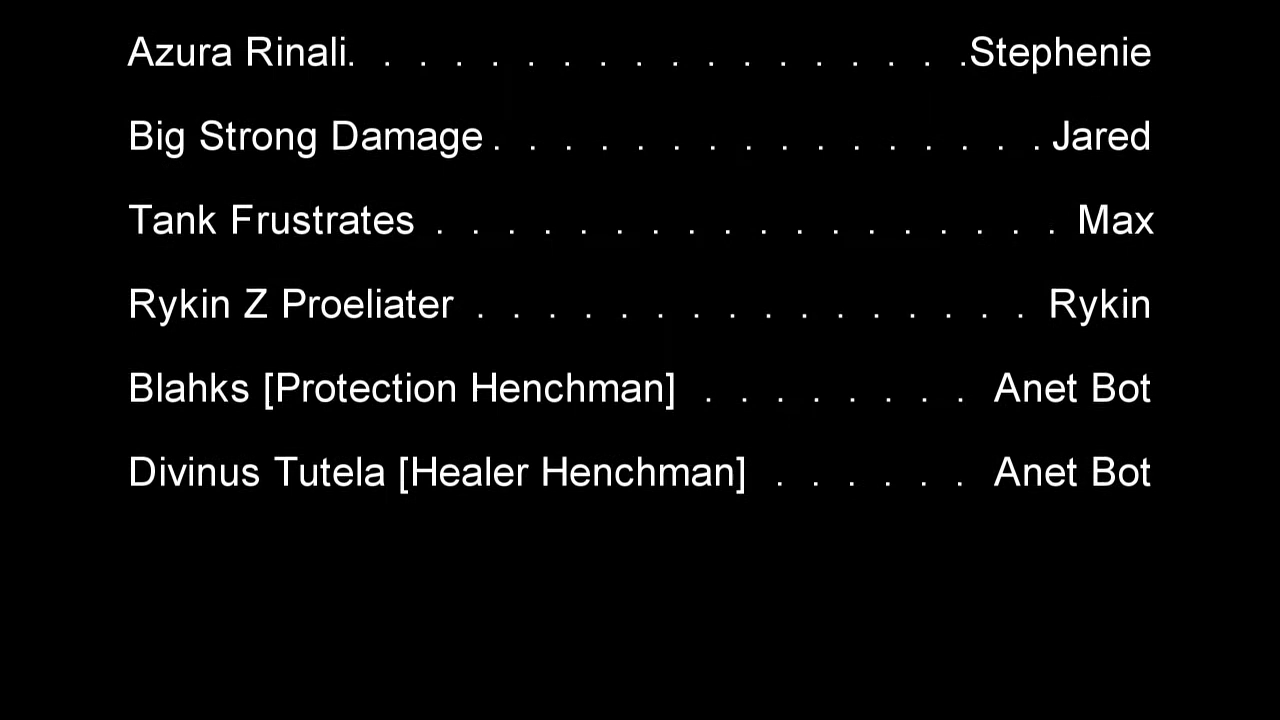 Azura Rinali. . . . . . . . . . . . . . . . . .Stephenie
Big Strong Damage . . . . . . . . . . . . . . . . Jared
Tank Frustrates . . . . . . . . . . . . . . . . . . Max
Rykin Z Proeliater . . . . . . . . . . . . . . . . Rykin
Blahks [Protection Henchman] . . . . . . . . Anet Bot
Divinus Tutela [Healer Henchman] . . . . . . Anet Bot